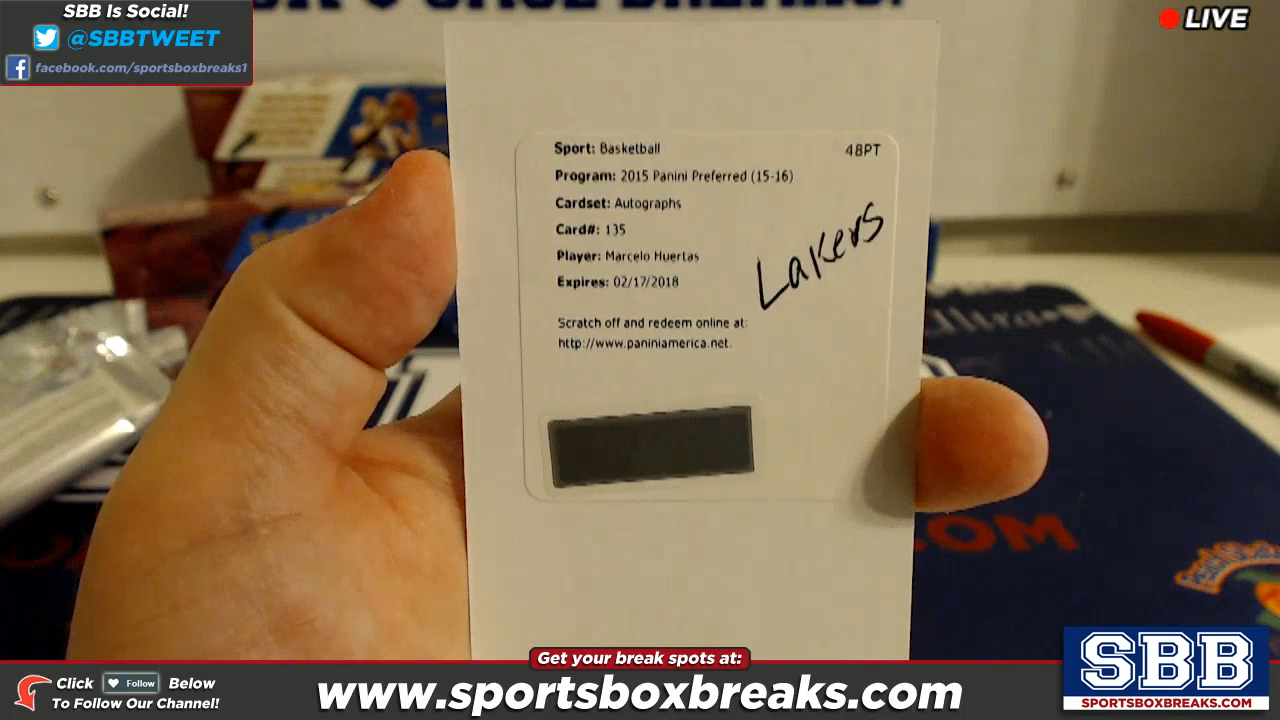 SBB Is Social!
@SBBTWEET
facebook.com/sportsboxbreaks1
LIVE
Sport: Basketball
48PT
Program: 2015 Panini Preferred (15-16)
Cardset: Autographs
Card#: 135
Player: Marcelo Huertas
Expires: 02/17/2018
Lakers
Scratch off and redeem online at:
http://www.paniniamerica.net.
Get your break spots at:
Click Follow Below
To Follow Our Channel!
www.sportsboxbreaks.com
SBB
SPORTSBOXBREAKS.COM